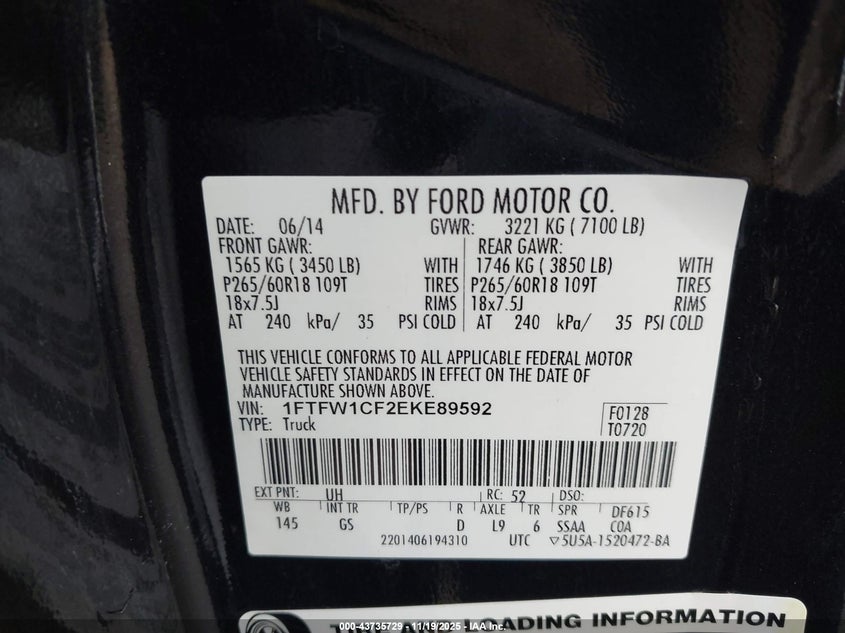 MFD. BY FORD MOTOR CO.
DATE: 06/14 GVWR: 3221 KG ( 7100 LB)
FRONT GAWR: REAR GAWR:
1565 KG ( 3450 LB) WITH 1746 KG ( 3850 LB) WITH
P265/60R18 109T TIRES P265/60R18 109T TIRES
18x7.5J RIMS 18x7.5J RIMS
AT 240 kPa/ 35 PSI COLD AT 240 kPa/ 35 PSI COLD
THIS VEHICLE CONFORMS TO ALL APPLICABLE FEDERAL MOTOR
VEHICLE SAFETY STANDARDS IN EFFECT ON THE DATE OF
MANUFACTURE SHOWN ABOVE.
VIN: 1FTFW1CF2EKE89592 F0128
TYPE: Truck T0720
EXT PNT: UH RC: 52 DSO:
WB INT TR TP/PS R AXLE TR SPR DF615
145 GS D L9 6 SSAA COA
2201406194310 UTC ▽5U5A-1520472-BA
LOADING INFORMATION
000-43735729 - 11/19/2025 - IAA Inc.